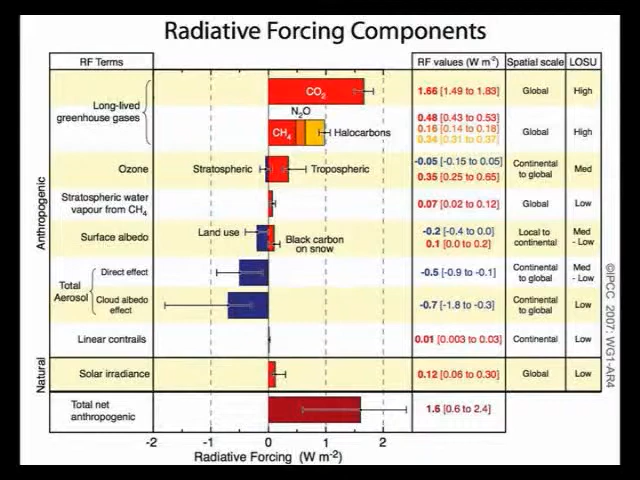 Radiative Forcing Components
RF Terms
RF values (W m-2)
Spatial scale
LOSU
Anthropogenic
Long-lived
greenhouse gases
CO2
1.66 [1.49 to 1.83]
Global
High
N2O
CH4
Halocarbons
0.48 [0.43 to 0.53]
0.16 [0.14 to 0.18]
0.34 [0.31 to 0.37]
Global
High
Ozone
Stratospheric
Tropospheric
-0.05 [-0.15 to 0.05]
0.35 [0.25 to 0.65]
Continental
to global
Med
Stratospheric water
vapour from CH4
0.07 [0.02 to 0.12]
Global
Low
Surface albedo
Land use
Black carbon
on snow
-0.2 [-0.4 to 0.0]
0.1 [0.0 to 0.2]
Local to
continental
Med
- Low
Total
Aerosol
Direct effect
-0.5 [-0.9 to -0.1]
Continental
to global
Med
- Low
Cloud albedo
effect
-0.7 [-1.8 to -0.3]
Continental
to global
Low
Linear contrails
0.01 [0.003 to 0.03]
Continental
Low
Natural
Solar irradiance
0.12 [0.06 to 0.30]
Global
Low
Total net
anthropogenic
1.6 [0.6 to 2.4]
-2 -1 0 1 2
Radiative Forcing (W m-2)
©IPCC 2007: WG1-AR4